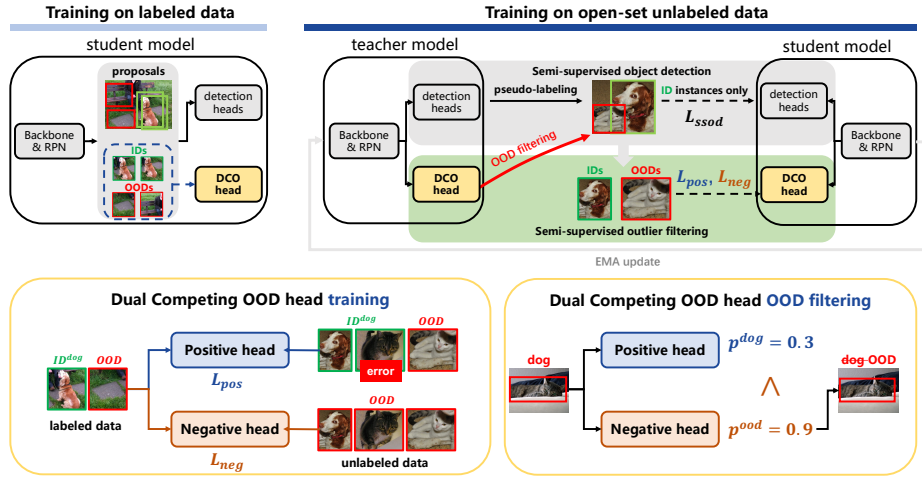 Training on labeled data
Training on open-set unlabeled data
student model
teacher model
student model
proposals
Backbone
& RPN
detection
heads
IDs
OODs
DCO
head
Semi-supervised object detection
Backbone
& RPN
detection
heads
pseudo-labeling
ID instances only
L_ssod
detection
heads
Backbone
& RPN
OOD filtering
DCO
head
IDs
OODs
L_pos, L_neg
DCO
head
Semi-supervised outlier filtering
EMA update
Dual Competing OOD head training
ID^dog
OOD
labeled data
Positive head
L_pos
ID^dog
OOD
error
Negative head
L_neg
OOD
unlabeled data
Dual Competing OOD head OOD filtering
dog
Positive head
p^dog = 0.3
∧
Negative head
p^ood = 0.9
dog OOD